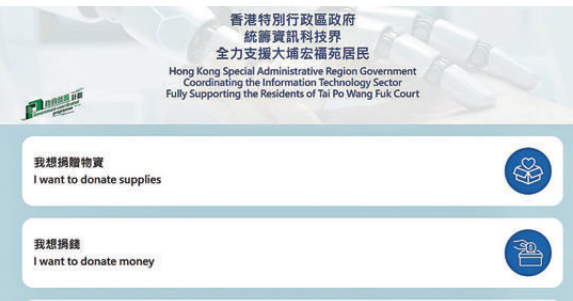 香港特別行政區政府
統籌資訊科技界
全力支援大埔宏福苑居民
Hong Kong Special Administrative Region Government
Coordinating the Information Technology Sector
Fully Supporting the Residents of Tai Po Wang Fuk Court
我想捐贈物資
I want to donate supplies
我想捐錢
I want to donate money